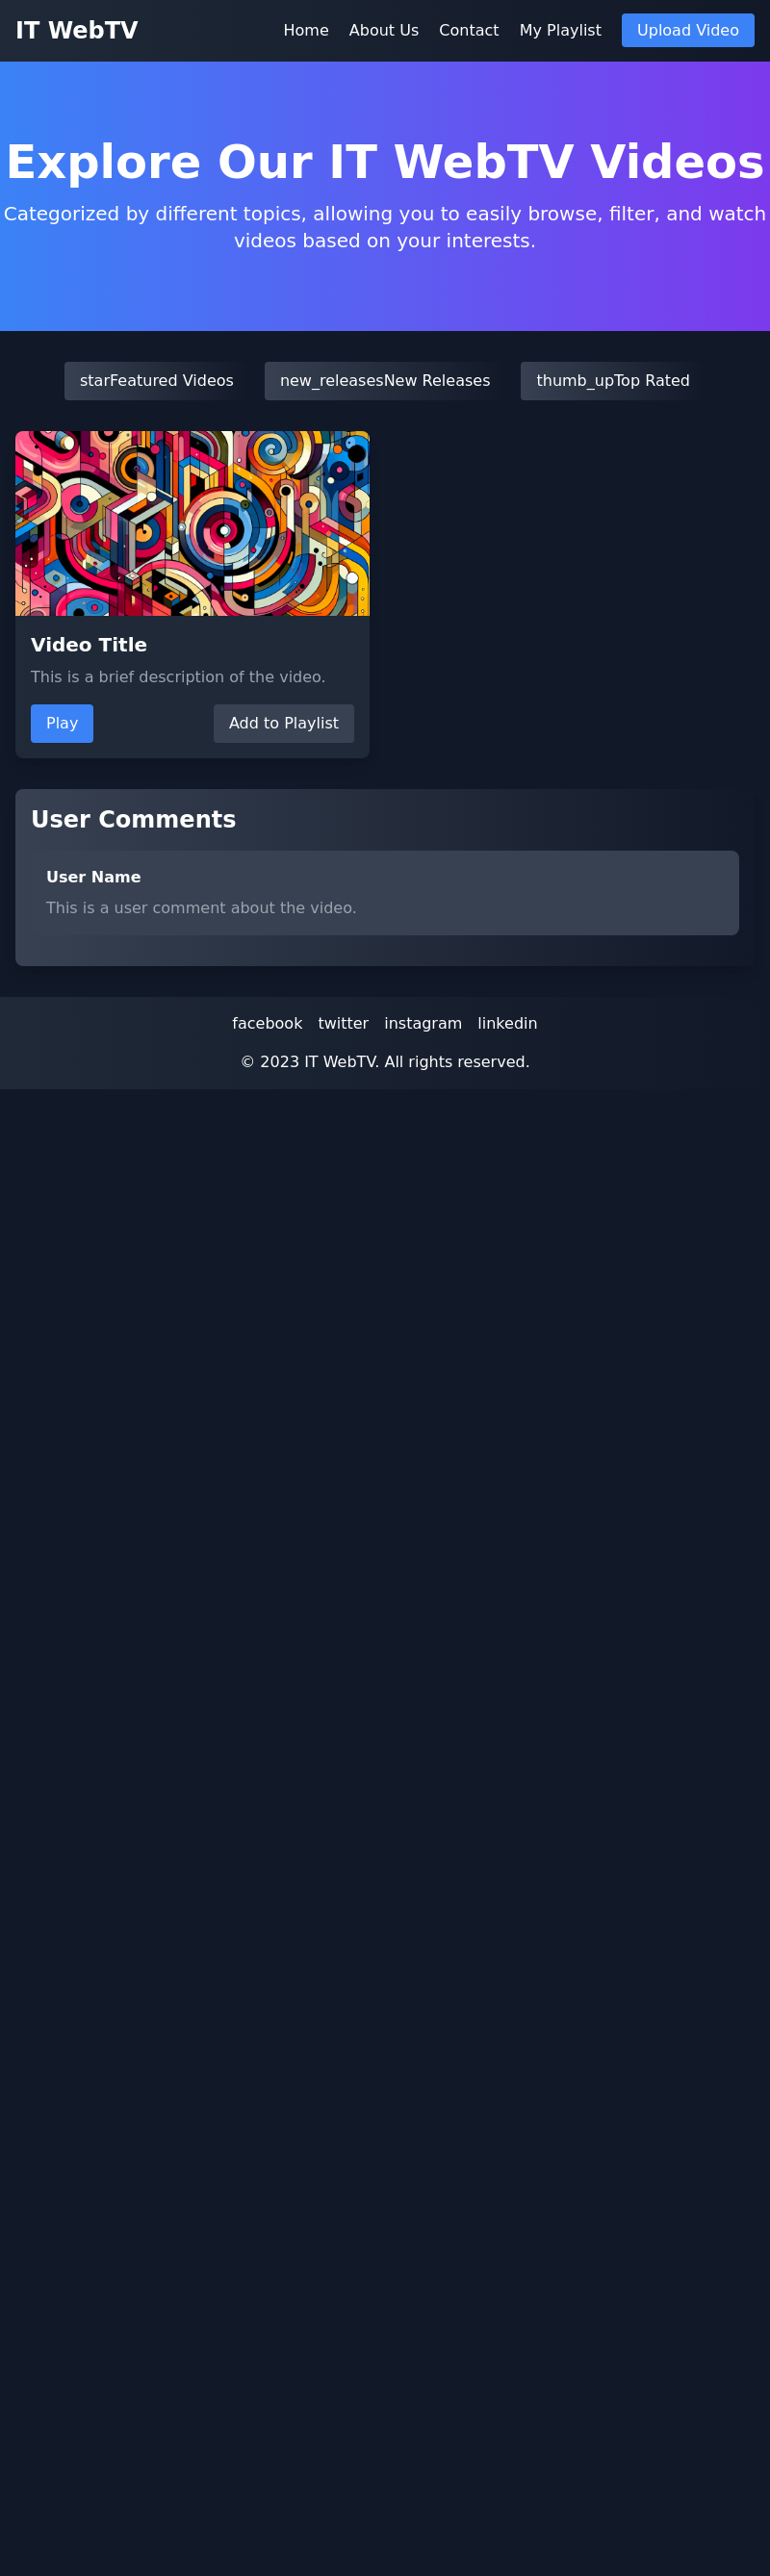 IT WebTV
Home About Us Contact My Playlist Upload Video
Explore Our IT WebTV Videos
Categorized by different topics, allowing you to easily browse, filter, and watch
videos based on your interests.
starFeatured Videos new_releasesNew Releases thumb_upTop Rated
Video Title
This is a brief description of the video.
Play Add to Playlist
User Comments
User Name
This is a user comment about the video.
facebook twitter instagram linkedin
© 2023 IT WebTV. All rights reserved.